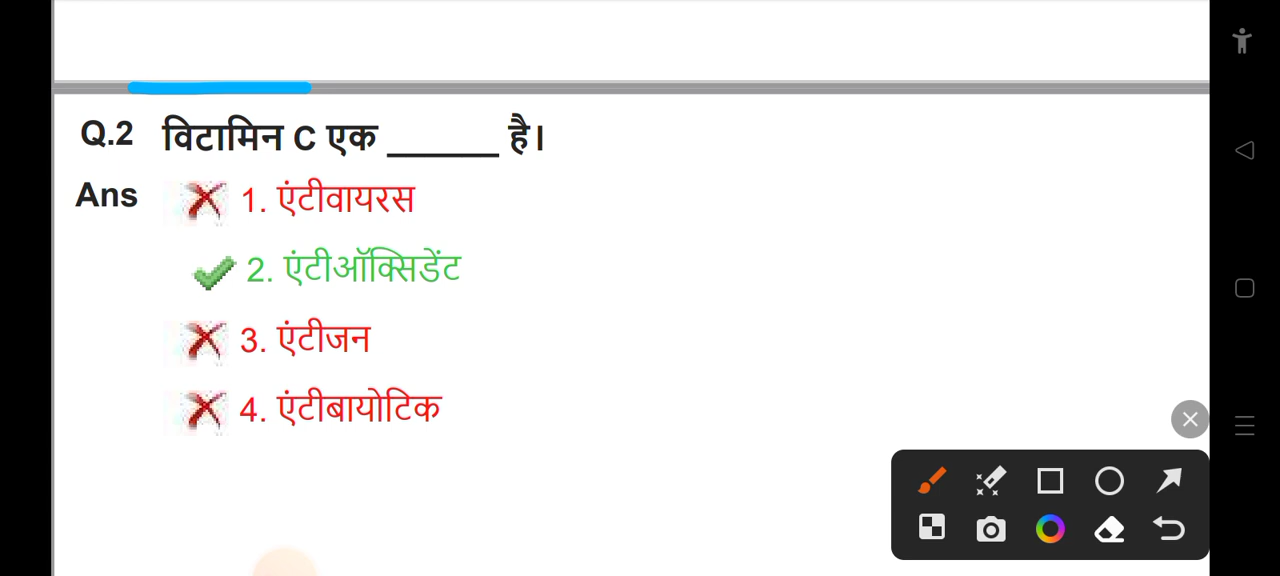 Q.2 विटामिन C एक ______ है।
Ans 1. एंटीवायरस
2. एंटीऑक्सिडेंट
3. एंटीजन
4. एंटीबायोटिक